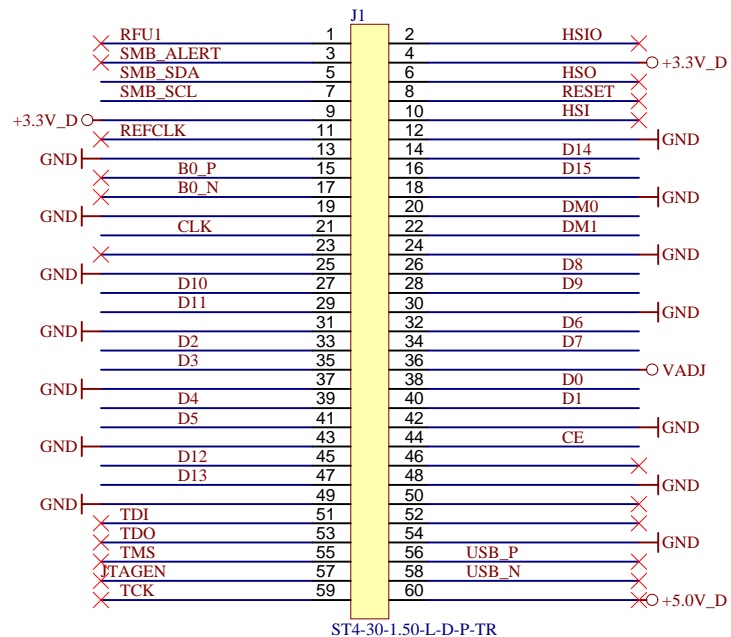 J1
RFU1 1 2 HSIO
SMB_ALERT 3 4 +3.3V_D
SMB_SDA 5 6 HSO
SMB_SCL 7 8 RESET
+3.3V_D 9 10 HSI
REFCLK 11 12 GND
GND 13 14 D14
B0_P 15 16 D15
B0_N 17 18 GND
GND 19 20 DM0
CLK 21 22 DM1
23 24 GND
GND 25 26 D8
D10 27 28 D9
D11 29 30 GND
GND 31 32 D6
D2 33 34 D7
D3 35 36 VADJ
GND 37 38 D0
D4 39 40 D1
D5 41 42 GND
GND 43 44 CE
D12 45 46
D13 47 48 GND
GND 49 50
TDI 51 52
TDO 53 54 GND
TMS 55 56 USB_P
JTAGEN 57 58 USB_N
TCK 59 60 +5.0V_D
ST4-30-1.50-L-D-P-TR